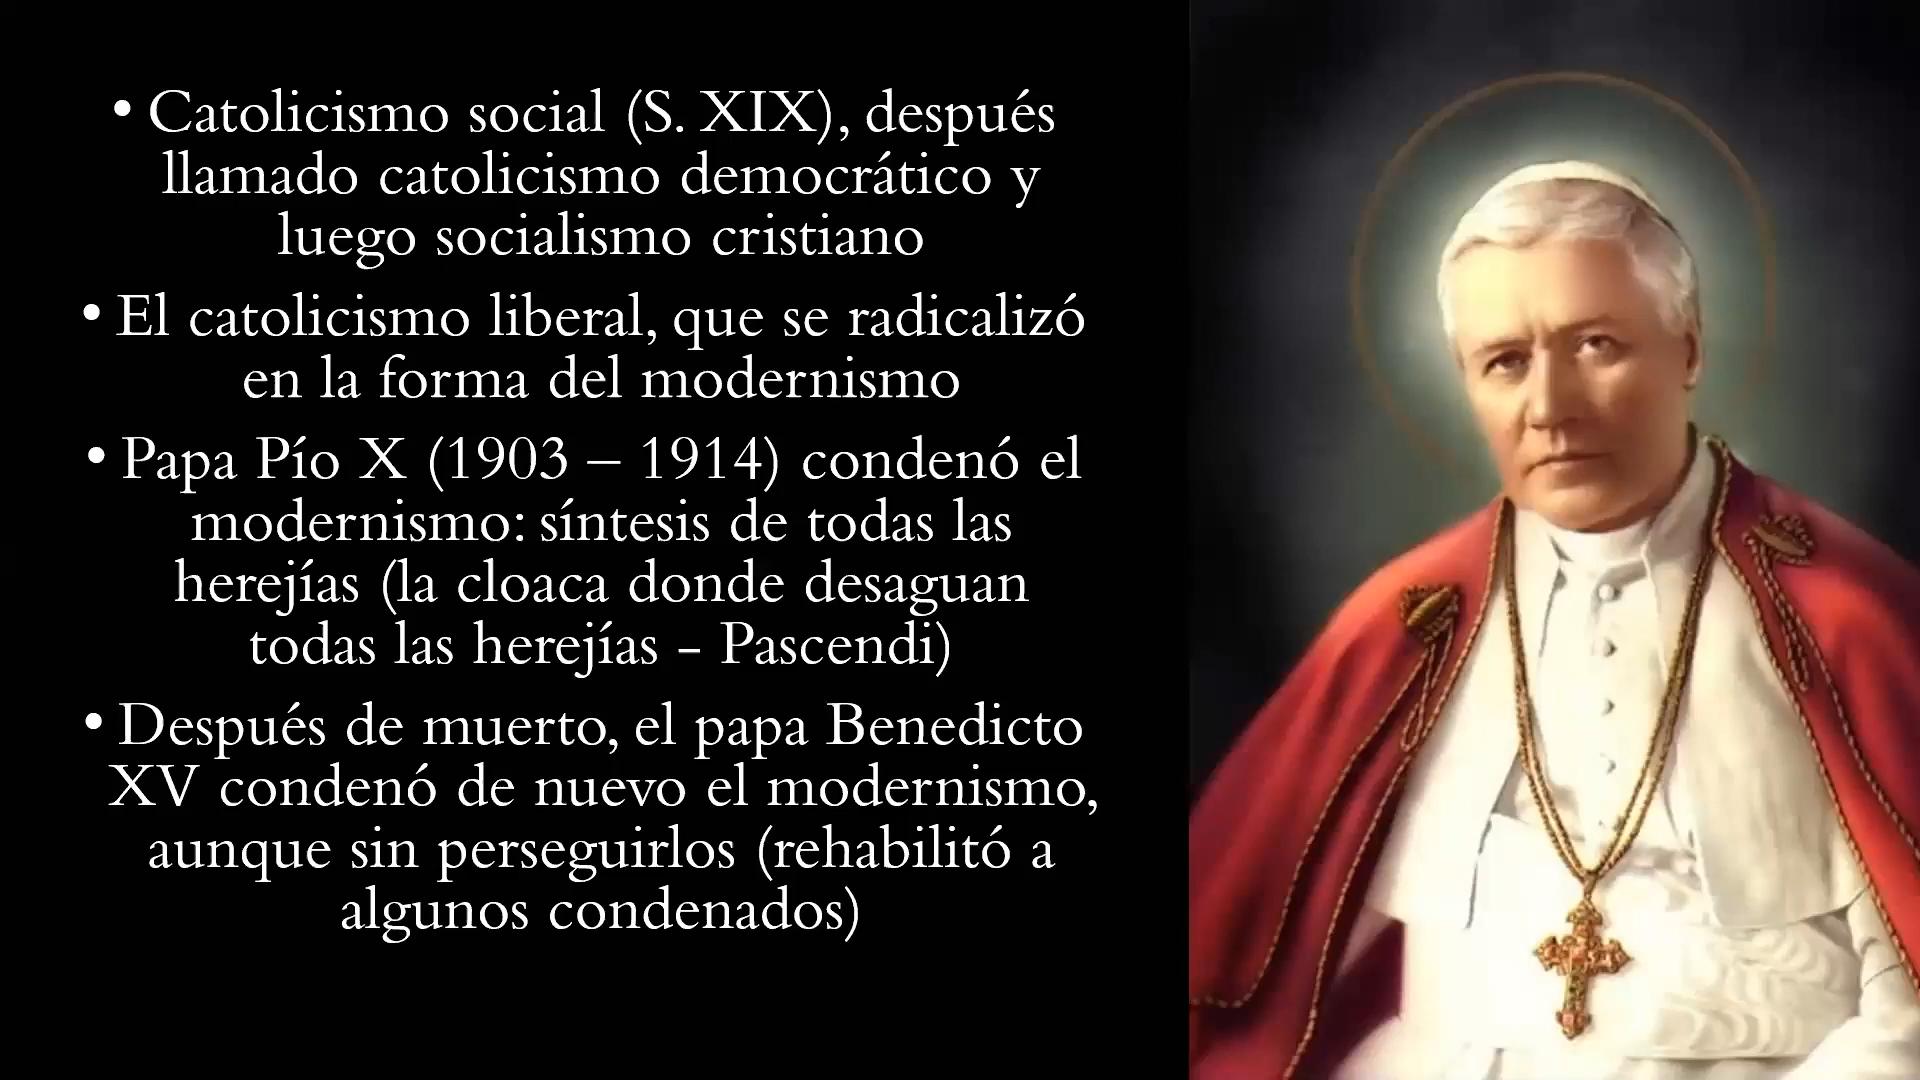 • Catolicismo social (S. XIX), después
llamado catolicismo democrático y
luego socialismo cristiano
• El catolicismo liberal, que se radicalizó
en la forma del modernismo
• Papa Pío X (1903 – 1914) condenó el
modernismo: síntesis de todas las
herejías (la cloaca donde desaguan
todas las herejías - Pascendi)
• Después de muerto, el papa Benedicto
XV condenó de nuevo el modernismo,
aunque sin perseguirlos (rehabilitó a
algunos condenados)